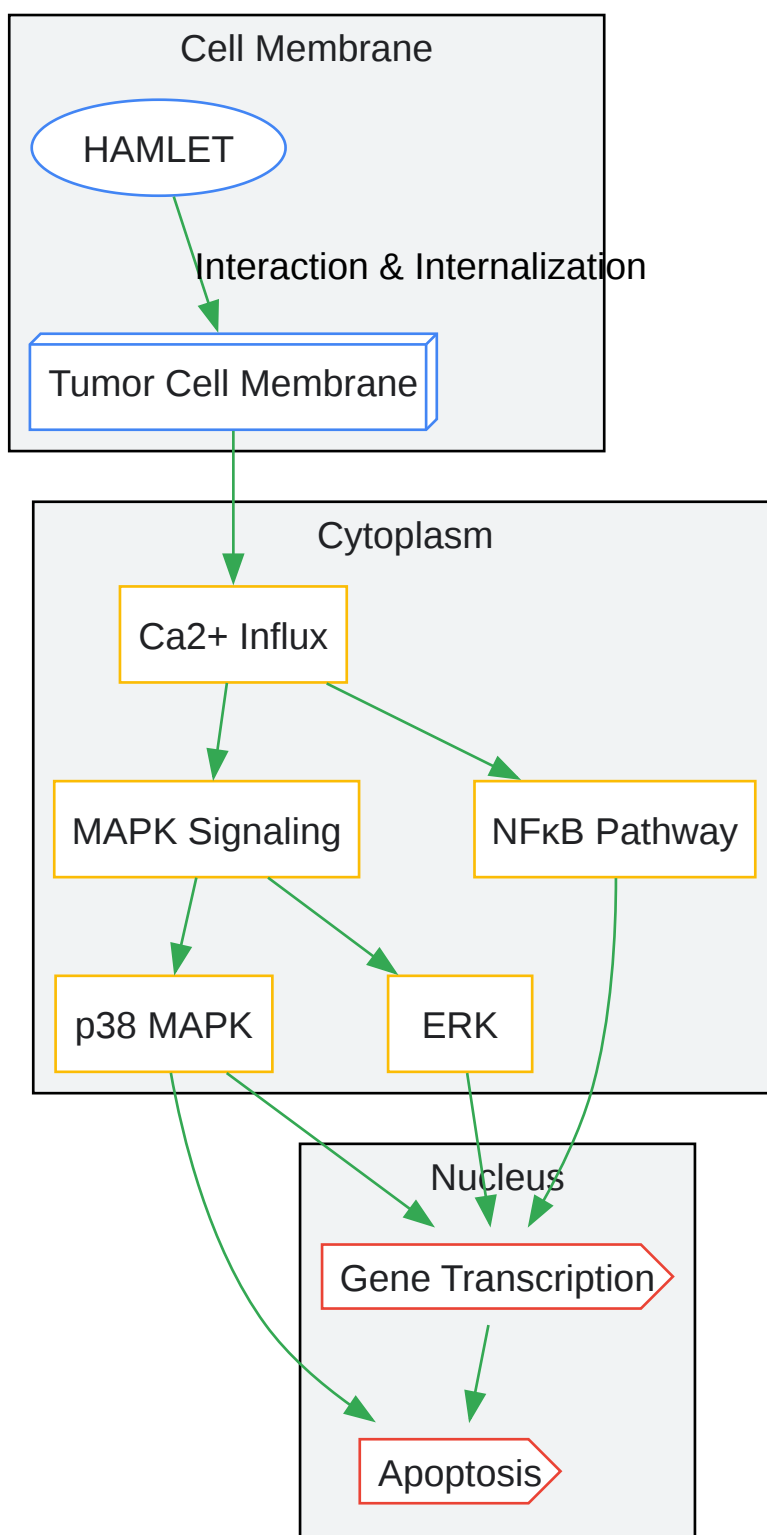 Cell Membrane
HAMLET
Interaction & Internalization
Tumor Cell Membrane
Cytoplasm
Ca2+ Influx
MAPK Signaling
NFκB Pathway
p38 MAPK
ERK
Nucleus
Gene Transcription
Apoptosis